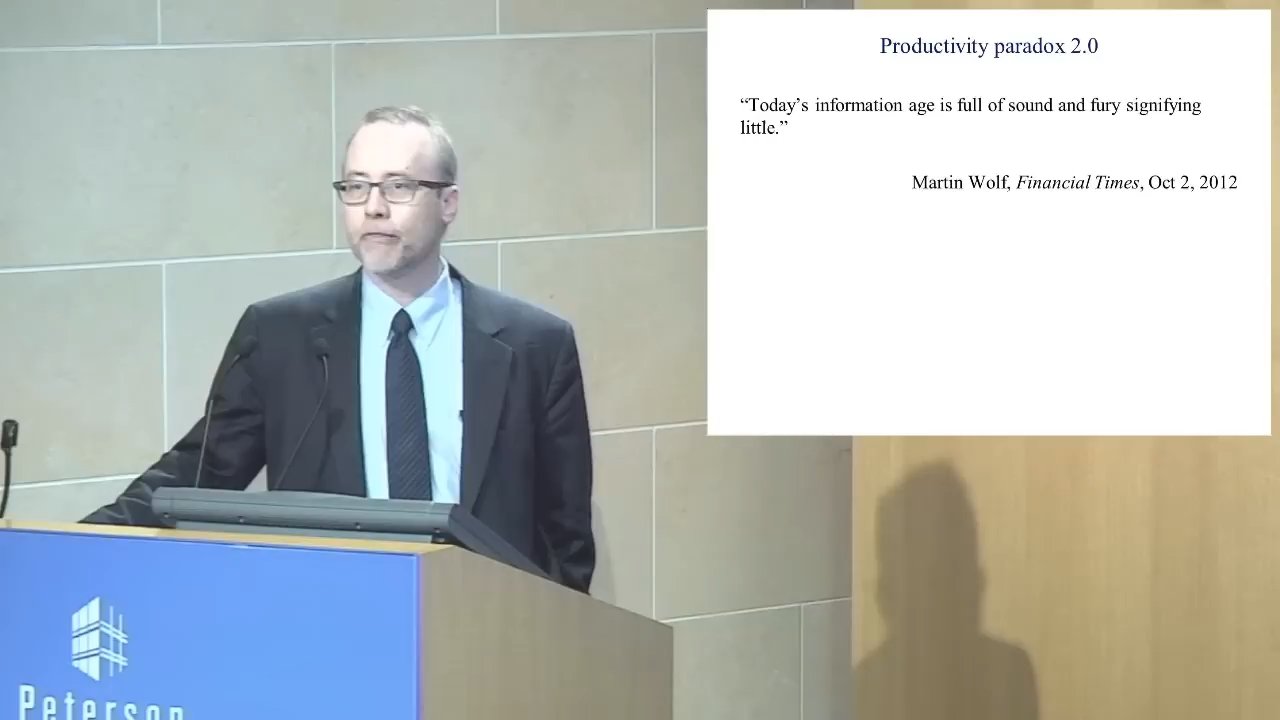 Productivity paradox 2.0
“Today’s information age is full of sound and fury signifying
little.”
Martin Wolf, Financial Times, Oct 2, 2012
Peterson